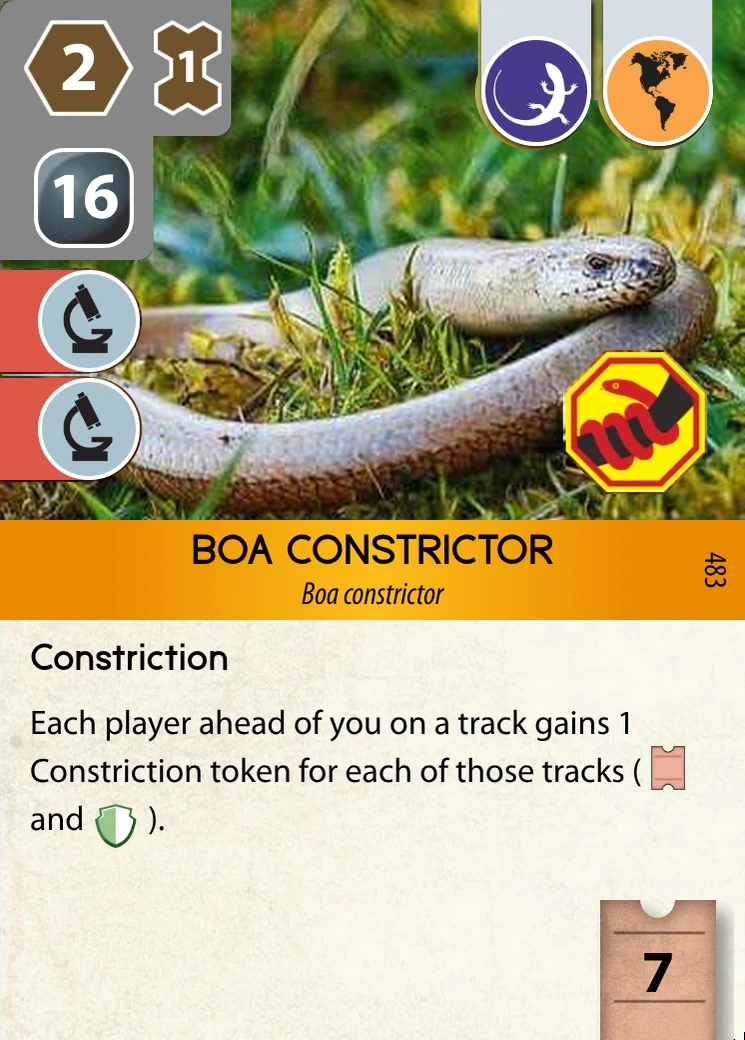 2
1
16
BOA CONSTRICTOR
Boa constrictor
483
Constriction
Each player ahead of you on a track gains 1
Constriction token for each of those tracks (
and ).
7